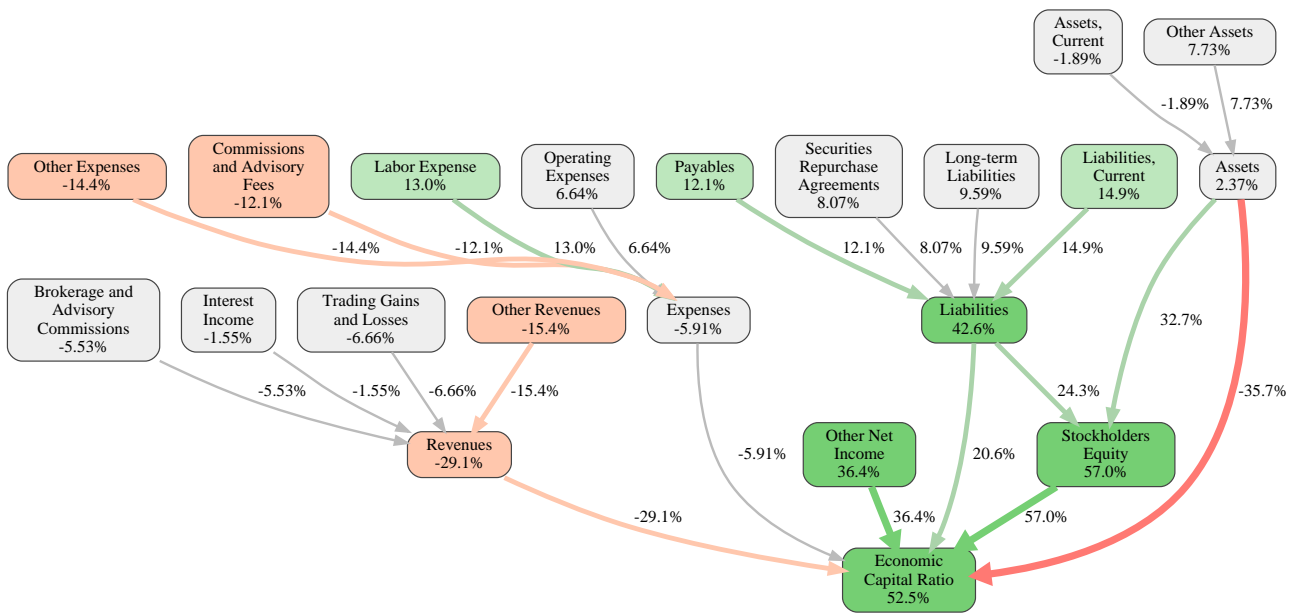 Assets,
Current
-1.89%
Other Assets
7.73%
-1.89%
7.73%
Other Expenses
-14.4%
Commissions
and Advisory
Fees
-12.1%
Labor Expense
13.0%
Operating
Expenses
6.64%
Payables
12.1%
Securities
Repurchase
Agreements
8.07%
Long-term
Liabilities
9.59%
Liabilities,
Current
14.9%
Assets
2.37%
-14.4%
-12.1%
13.0%
6.64%
12.1%
8.07%
9.59%
14.9%
Brokerage and
Advisory
Commissions
-5.53%
Interest
Income
-1.55%
Trading Gains
and Losses
-6.66%
Other Revenues
-15.4%
Expenses
-5.91%
Liabilities
42.6%
32.7%
-5.53%
-1.55%
-6.66%
-15.4%
24.3%
-35.7%
Revenues
-29.1%
-5.91%
Other Net
Income
36.4%
20.6%
Stockholders
Equity
57.0%
-29.1%
36.4%
57.0%
Economic
Capital Ratio
52.5%